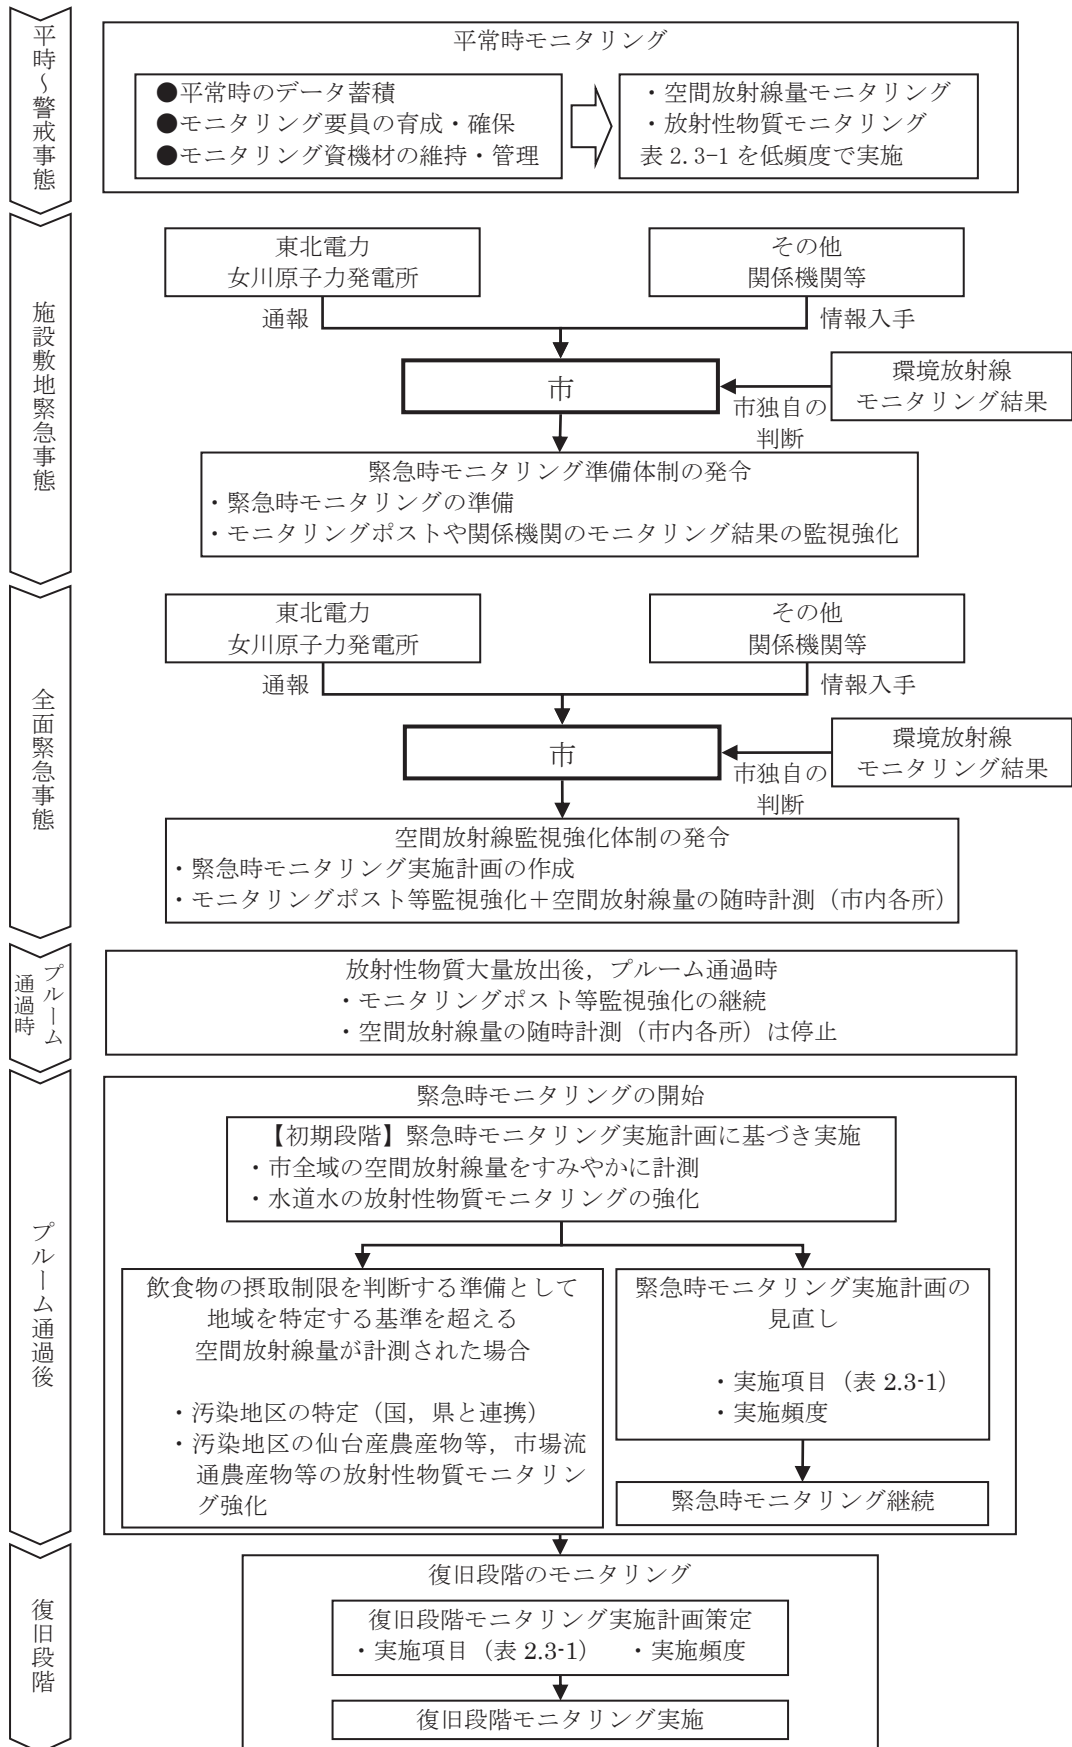 平時～警戒事態
平常時モニタリング
●平常時のデータ蓄積
●モニタリング要員の育成・確保
●モニタリング資機材の維持・管理
・空間放射線量モニタリング
・放射性物質モニタリング
表 2.3-1 を低頻度で実施
施設敷地緊急事態
東北電力
女川原子力発電所
その他
関係機関等
通報
情報入手
市
環境放射線
モニタリング結果
市独自の
判断
緊急時モニタリング準備体制の発令
・緊急時モニタリングの準備
・モニタリングポストや関係機関のモニタリング結果の監視強化
全面緊急事態
東北電力
女川原子力発電所
その他
関係機関等
通報
情報入手
市
環境放射線
モニタリング結果
市独自の
判断
空間放射線監視強化体制の発令
・緊急時モニタリング実施計画の作成
・モニタリングポスト等監視強化＋空間放射線量の随時計測（市内各所）
プルーム
通過時
放射性物質大量放出後，プルーム通過時
・モニタリングポスト等監視強化の継続
・空間放射線量の随時計測（市内各所）は停止
プルーム通過後
緊急時モニタリングの開始
【初期段階】緊急時モニタリング実施計画に基づき実施
・市全域の空間放射線量をすみやかに計測
・水道水の放射性物質モニタリングの強化
飲食物の摂取制限を判断する準備として
地域を特定する基準を超える
空間放射線量が計測された場合
・汚染地区の特定（国，県と連携）
・汚染地区の仙台産農産物等，市場流
通農産物等の放射性物質モニタリン
グ強化
緊急時モニタリング実施計画の
見直し
・実施項目（表 2.3-1）
・実施頻度
緊急時モニタリング継続
復旧段階
復旧段階のモニタリング
復旧段階モニタリング実施計画策定
・実施項目（表 2.3-1）　・実施頻度
復旧段階モニタリング実施